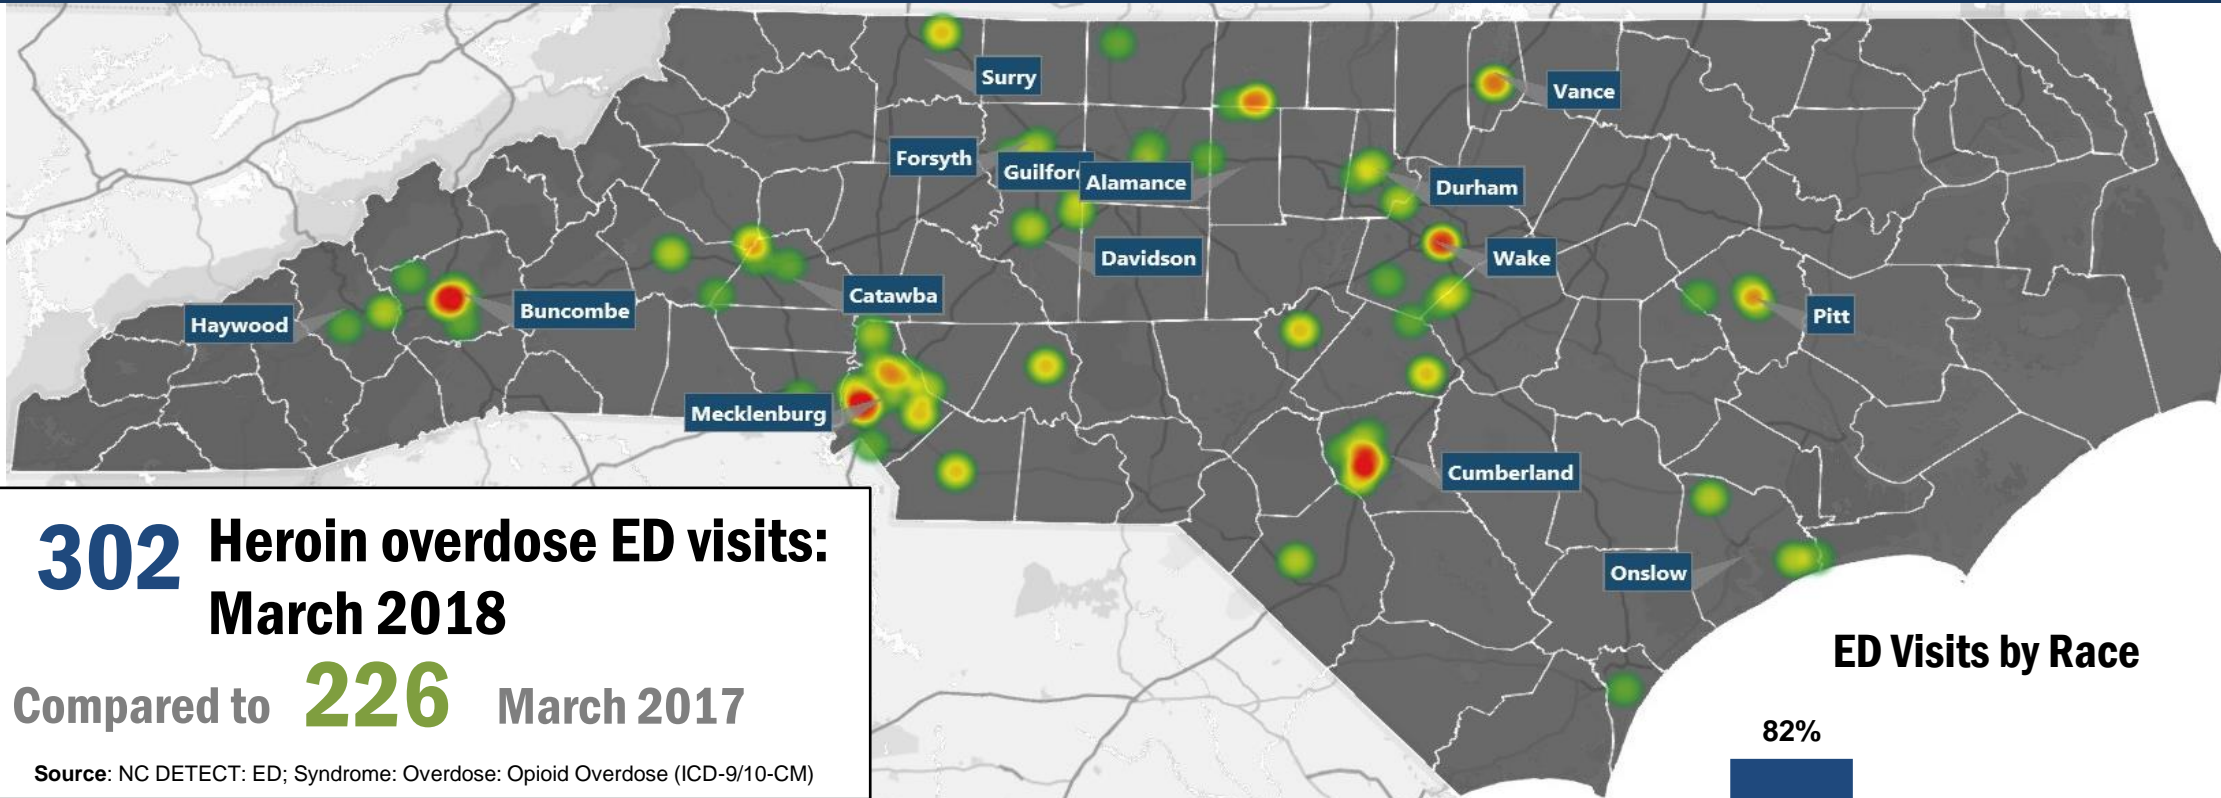 Surry
Vance
Forsyth
Guilfor
Alamance
Durham
Davidson
Wake
Catawba
Buncombe
Haywood
Pitt
Mecklenburg
Cumberland
Onslow
302 Heroin overdose ED visits:
March 2018
Compared to 226 March 2017
Source: NC DETECT: ED; Syndrome: Overdose: Opioid Overdose (ICD-9/10-CM)
ED Visits by Race
82%